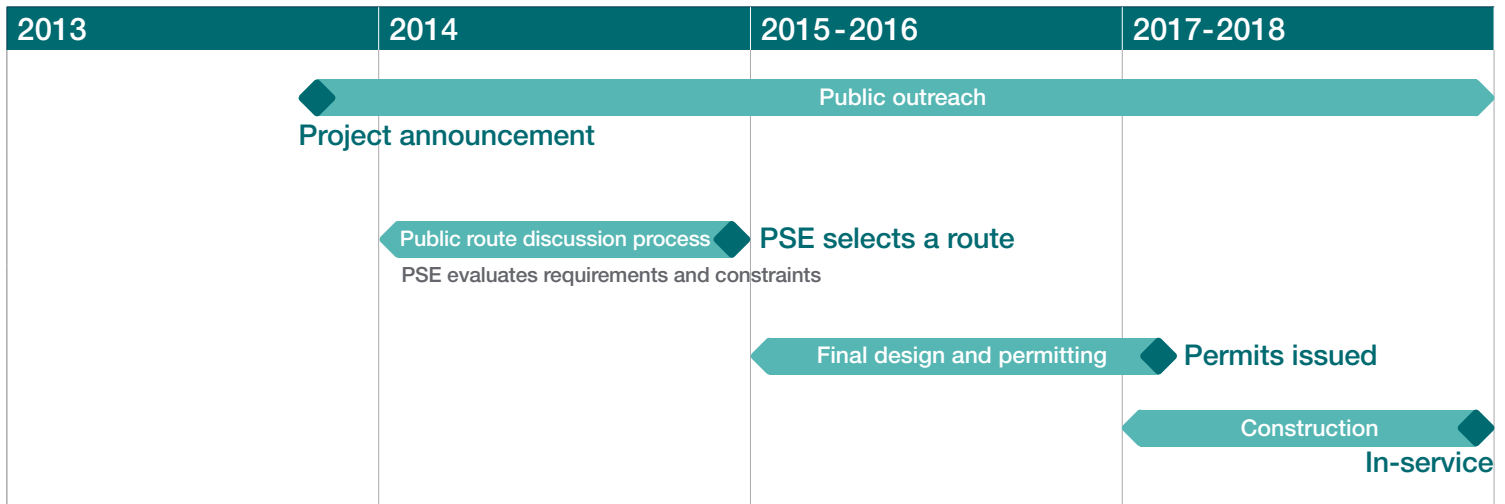 2013
2014
2015-2016
2017-2018
Public outreach
Project announcement
Public route discussion process
PSE selects a route
PSE evaluates requirements and constraints
Final design and permitting
Permits issued
Construction
In-service